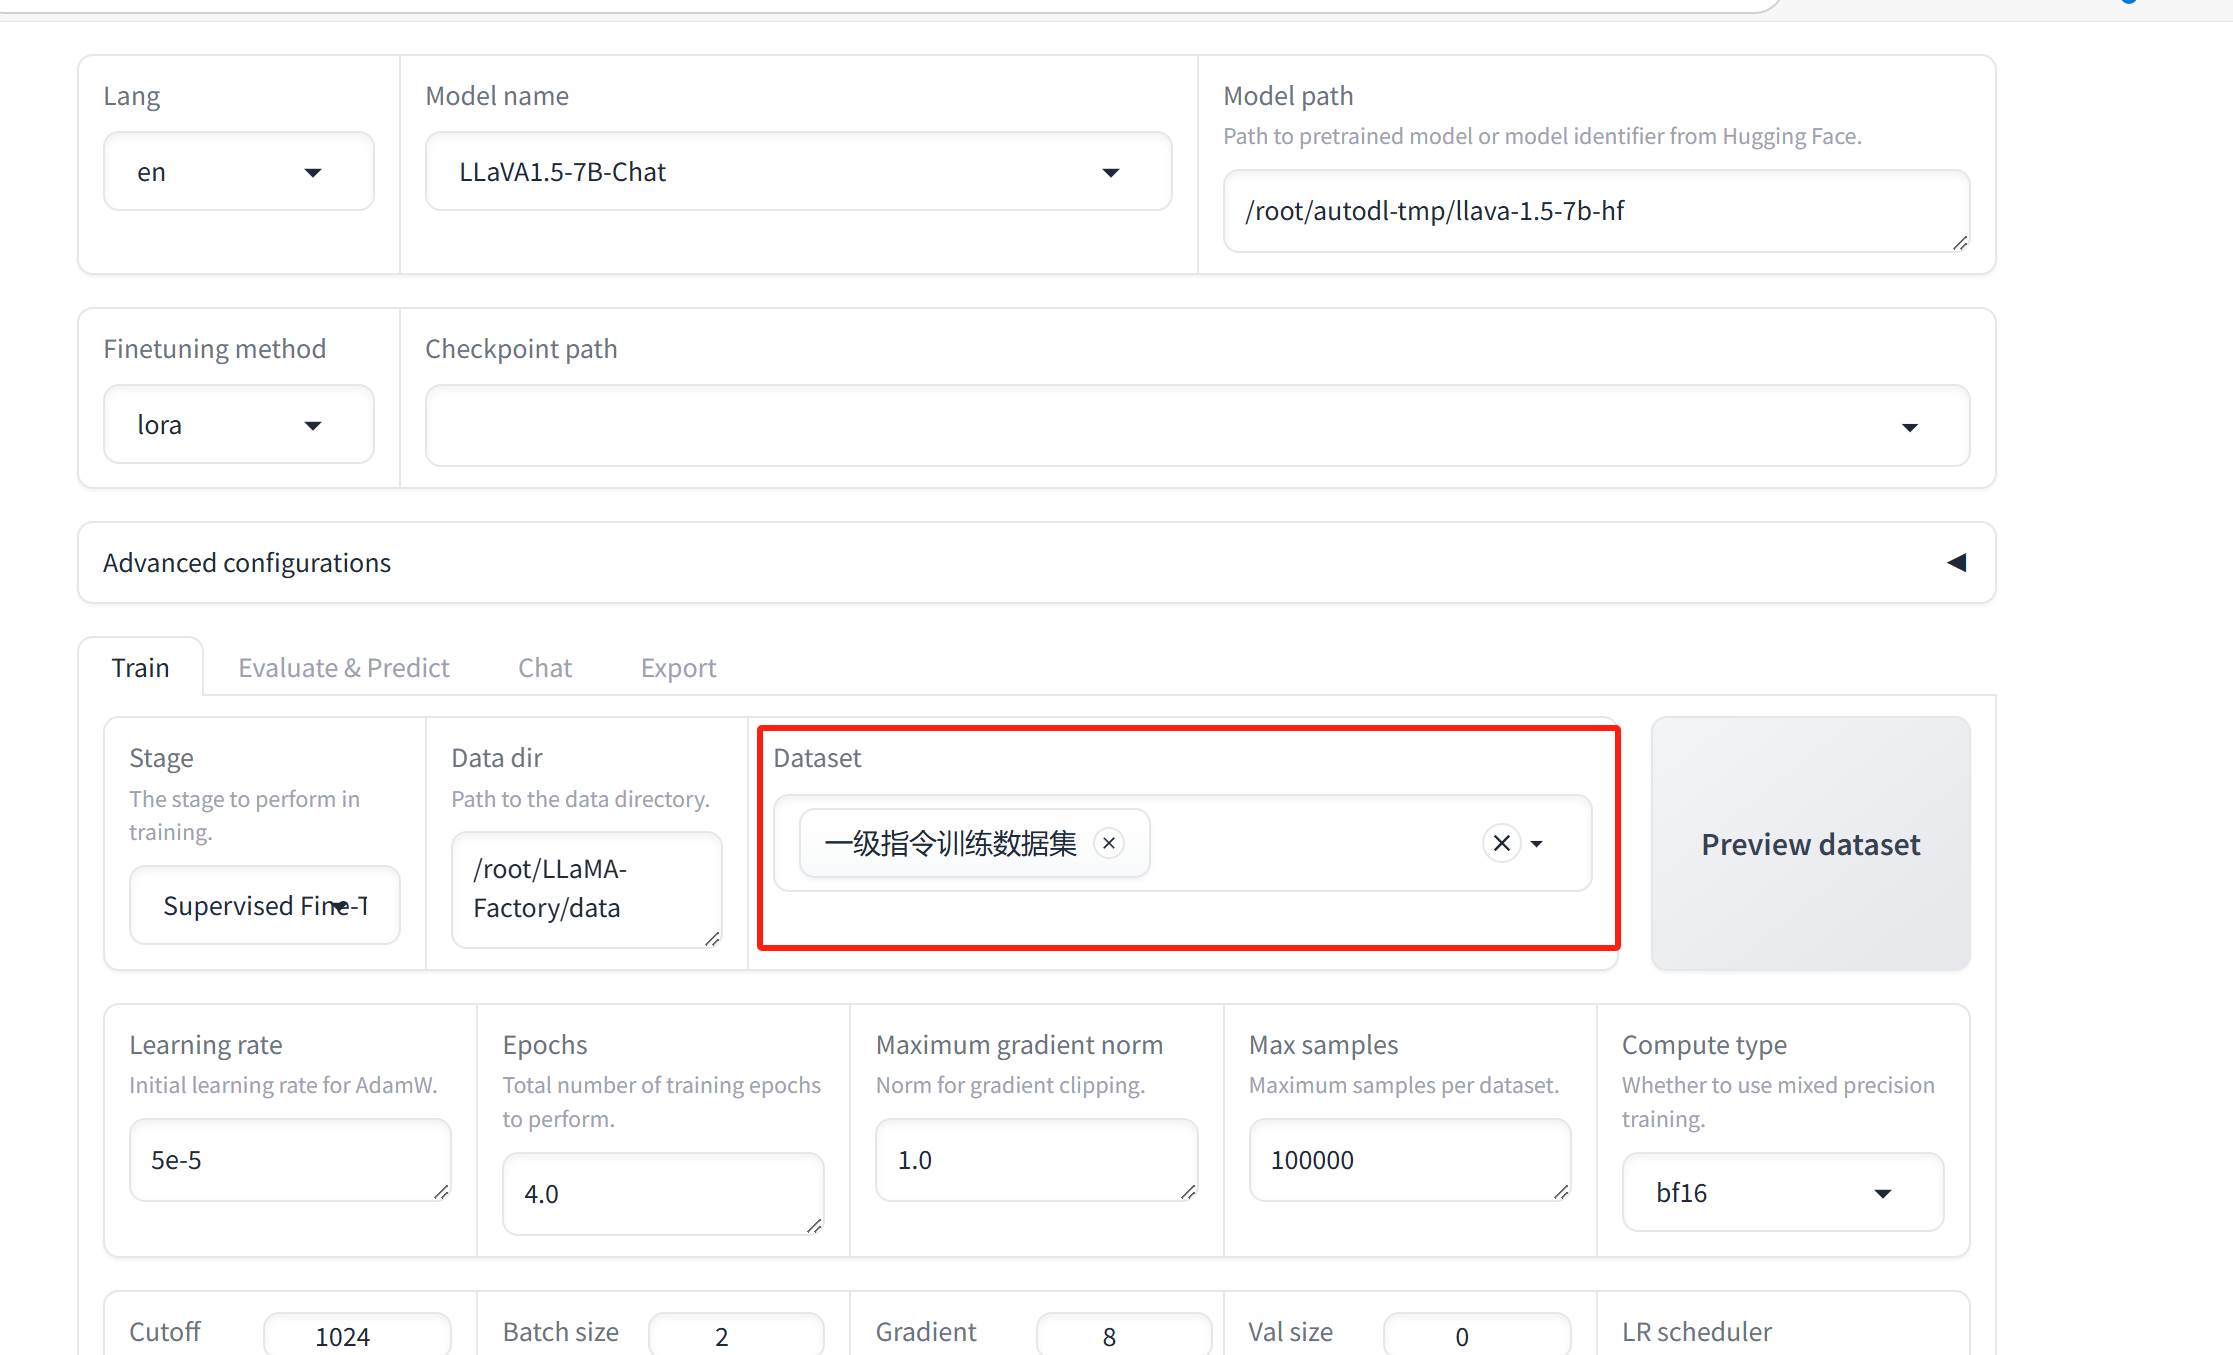 Lang
en
Model name
LLaVA1.5-7B-Chat
Model path
Path to pretrained model or model identifier from Hugging Face.
/root/autodl-tmp/llava-1.5-7b-hf
Finetuning method
lora
Checkpoint path
Advanced configurations
Train
Evaluate & Predict
Chat
Export
Stage
The stage to perform in
training.
Supervised Fine-T
Data dir
Path to the data directory.
/root/LLaMA-
Factory/data
Dataset
一级指令训练数据集
Preview dataset
Learning rate
Initial learning rate for AdamW.
5e-5
Epochs
Total number of training epochs
to perform.
4.0
Maximum gradient norm
Norm for gradient clipping.
1.0
Max samples
Maximum samples per dataset.
100000
Compute type
Whether to use mixed precision
training.
bf16
Cutoff
1024
Batch size
2
Gradient
8
Val size
0
LR scheduler